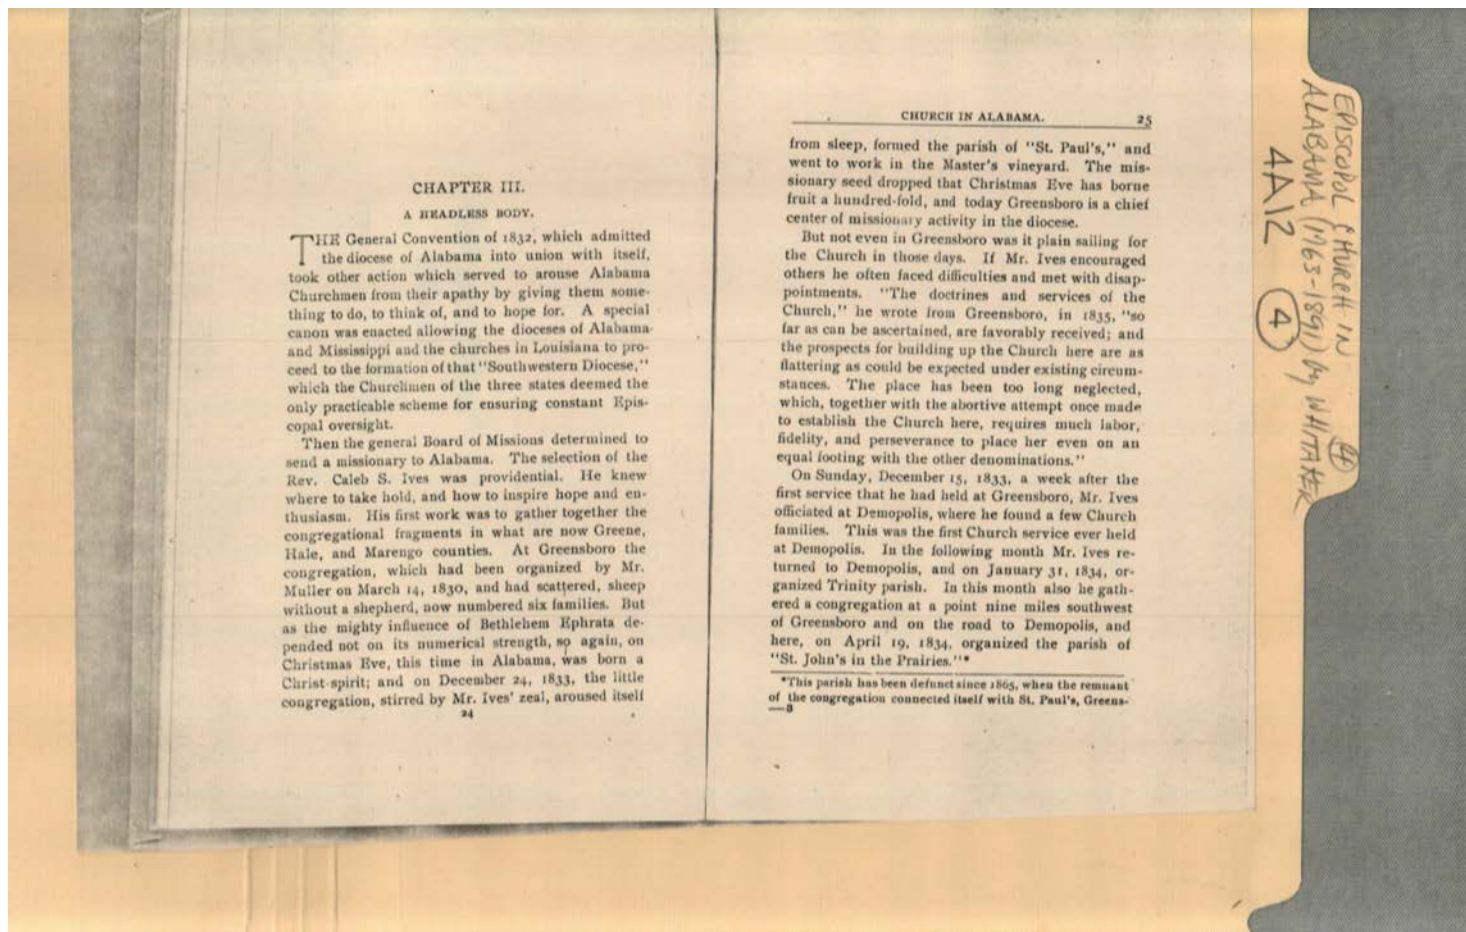 CHAPTER III.
A HEADLESS BODY.
THE General Convention of 1832, which admitted
the diocese of Alabama into union with itself,
took other action which served to arouse Alabama
Churchmen from their apathy by giving them some-
thing to do, to think of, and to hope for. A special
canon was enacted allowing the dioceses of Alabama
and Mississippi and the churches in Louisiana to pro-
ceed to the formation of that "Southwestern Diocese,"
which the Churchmen of the three states deemed the
only practicable scheme for ensuring constant Epis-
copal oversight.
Then the general Board of Missions determined to
send a missionary to Alabama. The selection of the
Rev. Caleb S. Ives was providential. He knew
where to take hold, and how to inspire hope and en-
thusiasm. His first work was to gather together the
congregational fragments in what are now Greene,
Hale, and Marengo counties. At Greensboro the
congregation, which had been organized by Mr.
Muller on March 14, 1830, and had scattered, sheep
without a shepherd, now numbered six families. But
as the mighty influence of Bethlehem Ephrata de-
pended not on its numerical strength, so again, on
Christmas Eve, this time in Alabama, was born a
Christ-spirit; and on December 24, 1833, the little
congregation, stirred by Mr. Ives' zeal, aroused itself
24
CHURCH IN ALABAMA. 25
from sleep, formed the parish of "St. Paul's," and
went to work in the Master's vineyard. The mis-
sionary seed dropped that Christmas Eve has borne
fruit a hundred-fold, and today Greensboro is a chief
center of missionary activity in the diocese.
But not even in Greensboro was it plain sailing for
the Church in those days. If Mr. Ives encouraged
others he often faced difficulties and met with disap-
pointments. "The doctrines and services of the
Church," he wrote from Greensboro, in 1835, "so
far as can be ascertained, are favorably received; and
the prospects for building up the Church here are as
flattering as could be expected under existing circum-
stances. The place has been too long neglected,
which, together with the abortive attempt once made
to establish the Church here, requires much labor,
fidelity, and perseverance to place her even on an
equal footing with the other denominations."
On Sunday, December 15, 1833, a week after the
first service that he had held at Greensboro, Mr. Ives
officiated at Demopolis, where he found a few Church
families. This was the first Church service ever held
at Demopolis. In the following month Mr. Ives re-
turned to Demopolis, and on January 31, 1834, or-
ganized Trinity parish. In this month also he gath-
ered a congregation at a point nine miles southwest
of Greensboro and on the road to Demopolis, and
here, on April 19, 1834, organized the parish of
"St. John's in the Prairies."*
*This parish has been defunct since 1865, when the remnant
of the congregation connected itself with St. Paul's, Greens-
—3
EPISCOPOL CHURCH IN
ALABAMA (1763-1891) by WHITAKER
4A12 4